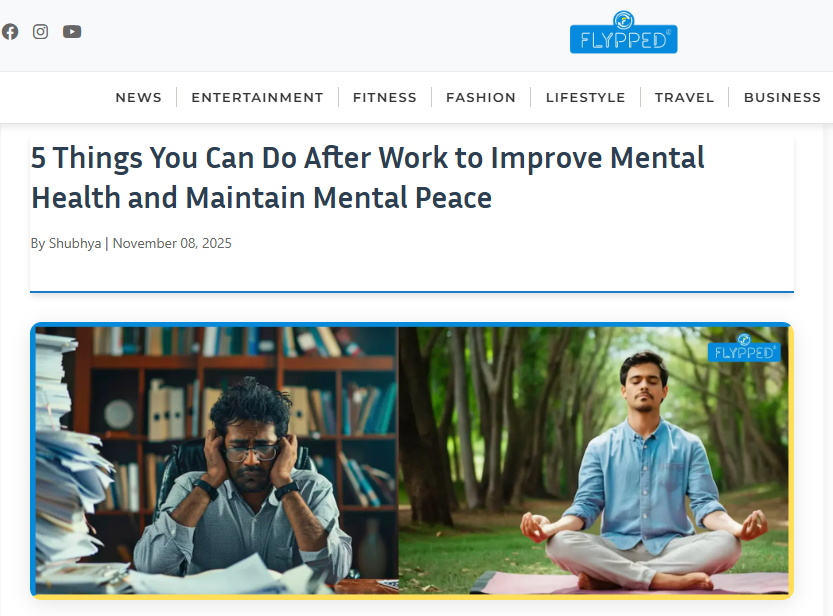 FLYPPED
NEWS
ENTERTAINMENT
FITNESS
FASHION
LIFESTYLE
TRAVEL
BUSINESS
5 Things You Can Do After Work to Improve Mental
Health and Maintain Mental Peace
By Shubhya | November 08, 2025
FLYPPED